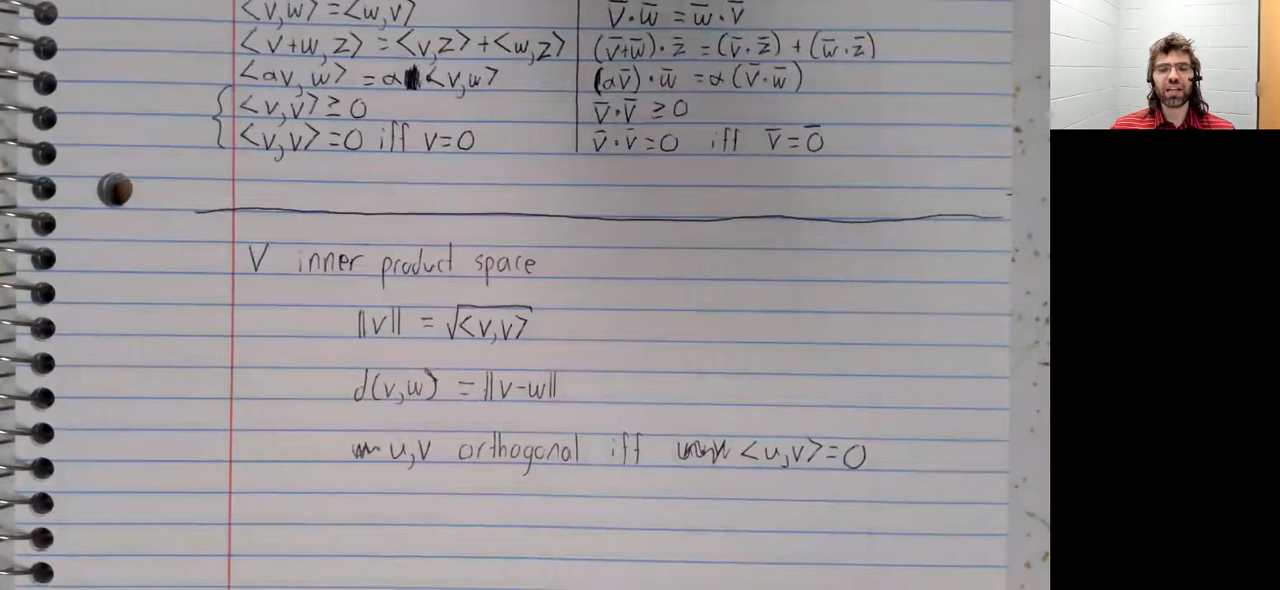 <v,w> = <w,v> v̄·w̄ = w̄·v̄
<v+w,z> = <v,z> + <w,z> (v̄+w̄)·z̄ = (v̄·z̄) + (w̄·z̄)
<αv,w> = α <v,w> (αv̄)·w̄ = α(v̄·w̄)
<v,v> ≥ 0 v̄·v̄ ≥ 0
<v,v> = 0 iff v=0 v̄·v̄ = 0 iff v̄=0̄
V inner product space
||v|| = √<v,v>
d(v,w) = ||v-w||
u,v orthogonal iff <u,v> = 0